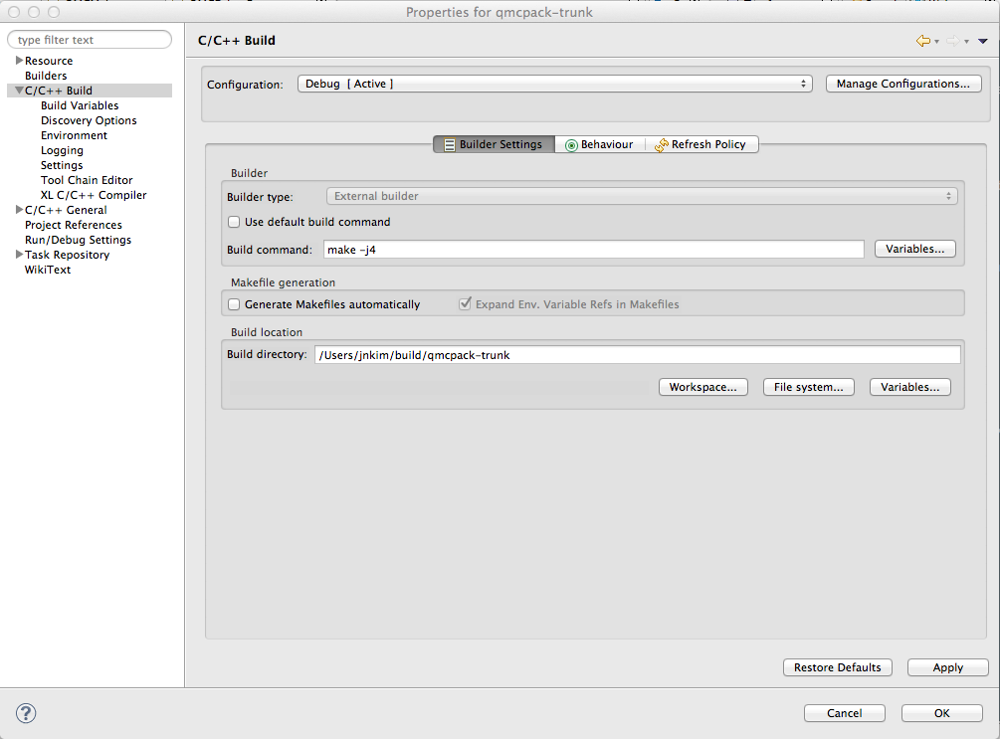 Properties for qmcpack-trunk
type filter text
Resource
Builders
C/C++ Build
Build Variables
Discovery Options
Environment
Logging
Settings
Tool Chain Editor
XL C/C++ Compiler
C/C++ General
Project References
Run/Debug Settings
Task Repository
WikiText
C/C++ Build
Configuration: Debug [ Active ] Manage Configurations...
Builder Settings Behaviour Refresh Policy
Builder
Builder type: External builder
Use default build command
Build command: make -j4 Variables...
Makefile generation
Generate Makefiles automatically Expand Env. Variable Refs in Makefiles
Build location
Build directory: /Users/jnkim/build/qmcpack-trunk
Workspace... File system... Variables...
Restore Defaults Apply
? Cancel OK